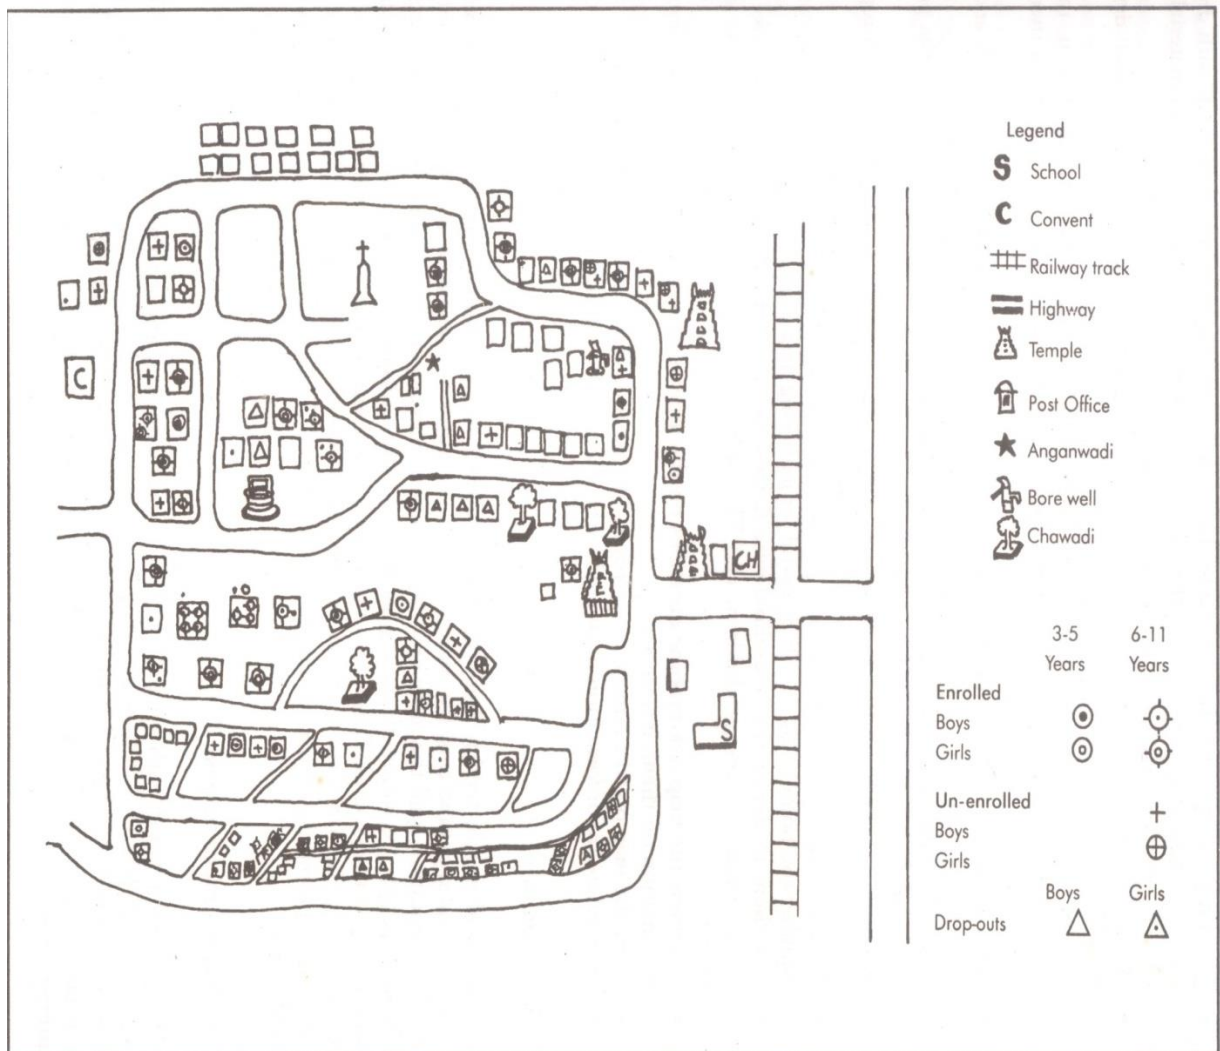 Legend
S School
C Convent
Railway track
Highway
Temple
Post Office
Anganwadi
Bore well
Chawadi
C
CH
S
3-5 6-11
Years Years
Enrolled
Boys
Girls
Un-enrolled
Boys
Girls
Boys Girls
Drop-outs